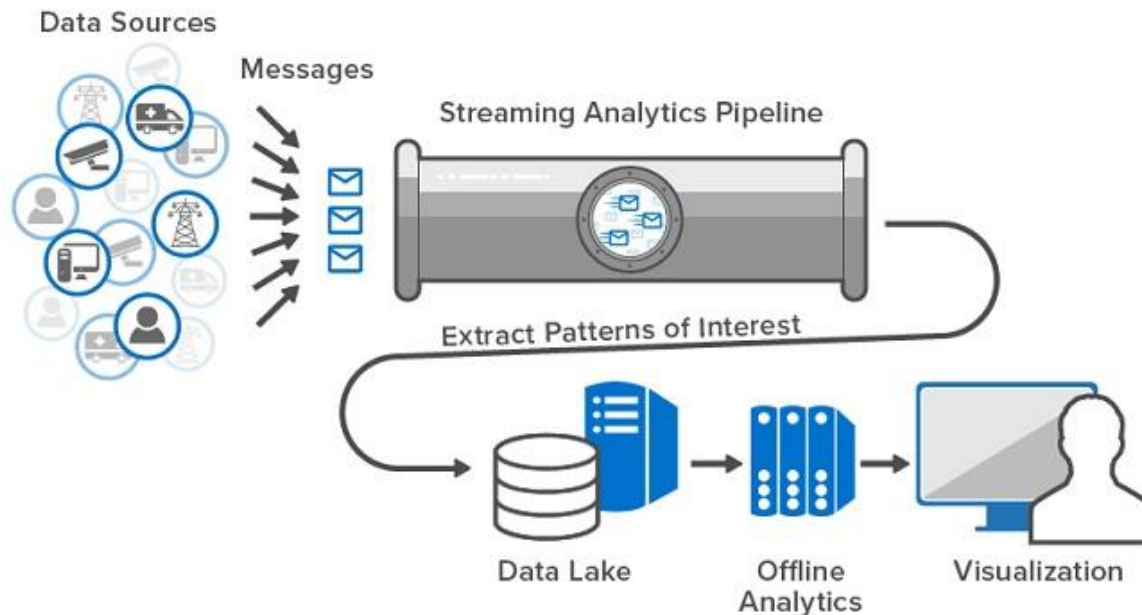 Data Sources
Messages
Streaming Analytics Pipeline
Extract Patterns of Interest
Data Lake
Offline
Analytics
Visualization